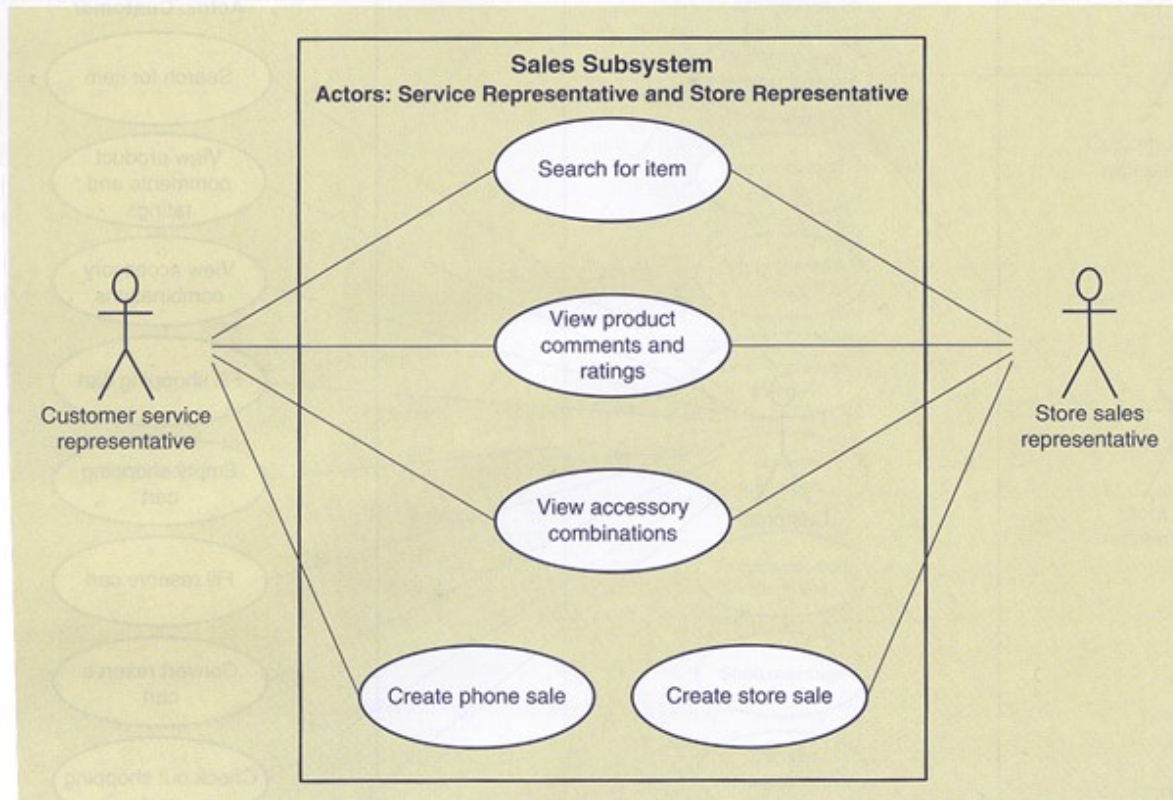 Sales Subsystem
Actors: Service Representative and Store Representative
Search for item
View product
comments and
ratings
View accessory
combinations
Create phone sale
Create store sale
Customer service
representative
Store sales
representative